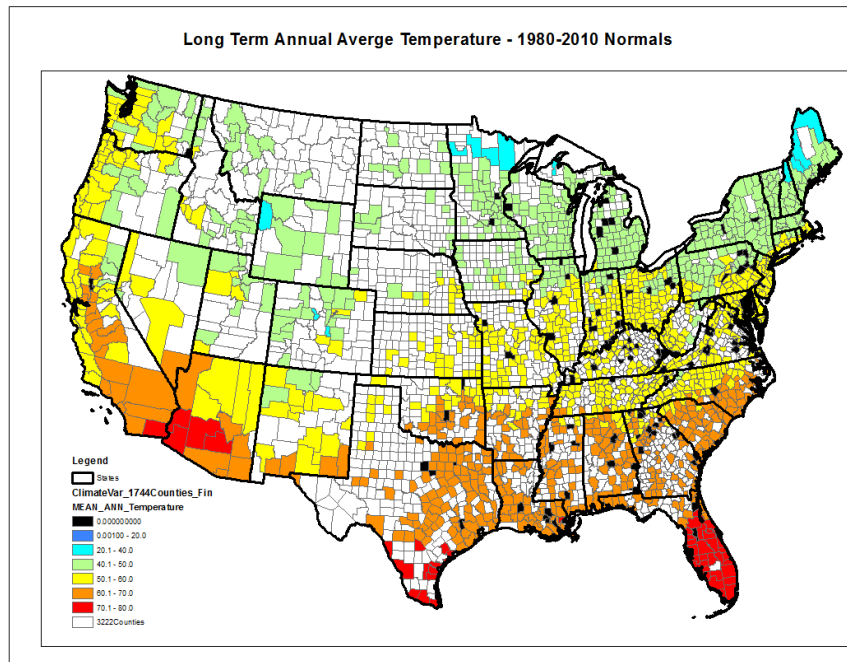 Long Term Annual Averge Temperature - 1980-2010 Normals
Legend
States
ClimateVar_1744Counties_Fin
MEAN_ANN_Temperature
0.000000000
0.00100 - 20.0
20.1 - 40.0
40.1 - 50.0
50.1 - 60.0
60.1 - 70.0
70.1 - 80.0
3222Counties